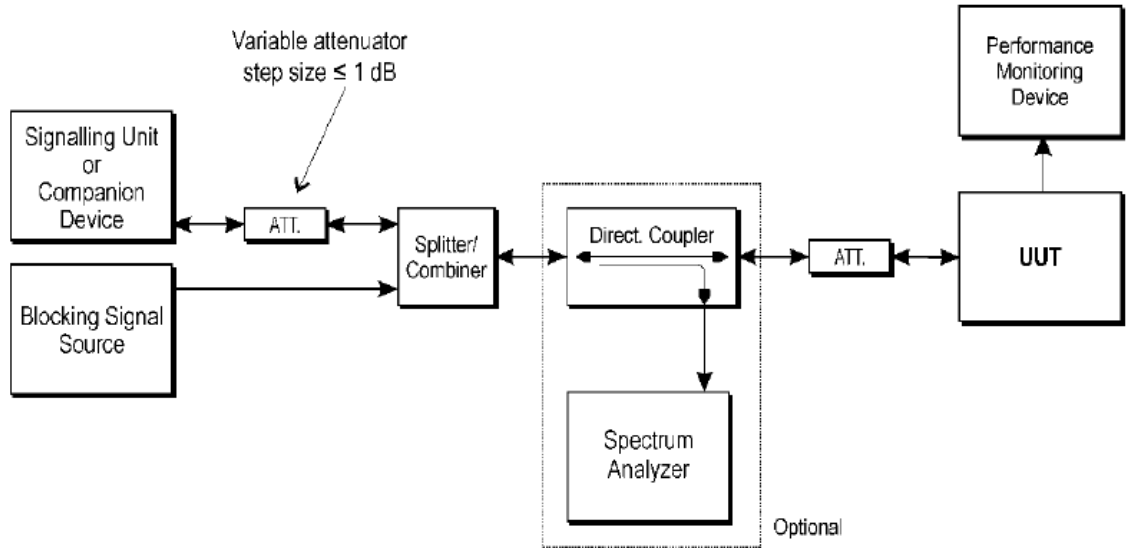 Variable attenuator
step size ≤ 1 dB
Performance
Monitoring
Device
Signalling Unit
or
Companion
Device
ATT.
Splitter/
Combiner
Direct. Coupler
ATT.
UUT
Blocking Signal
Source
Spectrum
Analyzer
Optional